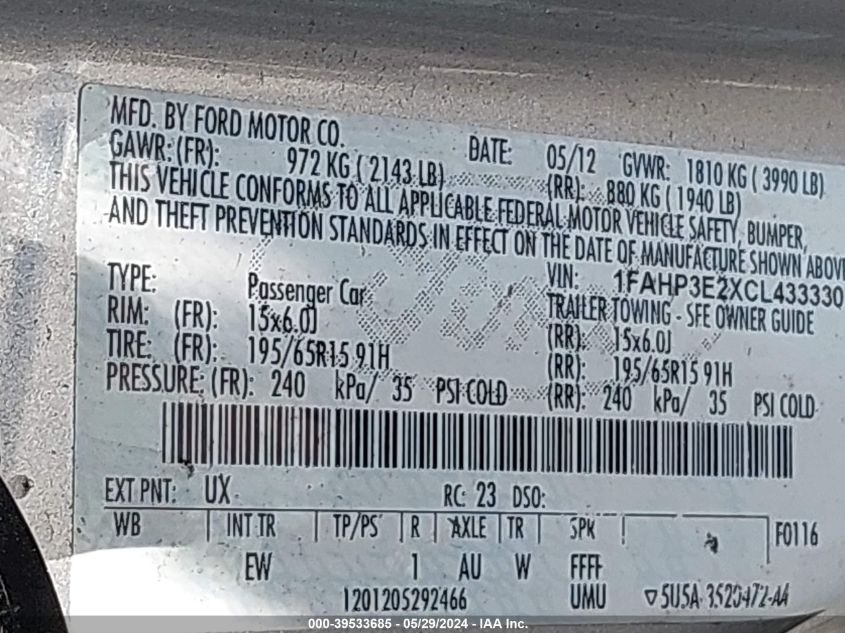 MFD. BY FORD MOTOR CO.
DATE: 05/12 GVWR: 1810 KG ( 3990 LB)
GAWR: (FR): 972 KG ( 2143 LB) (RR): 880 KG ( 1940 LB)
THIS VEHICLE CONFORMS TO ALL APPLICABLE FEDERAL MOTOR VEHICLE SAFETY, BUMPER,
AND THEFT PREVENTION STANDARDS IN EFFECT ON THE DATE OF MANUFACTURE SHOWN ABOVE
VIN: 1FAHP3E2XCL433330
TYPE: Passenger Car TRAILER TOWING - SEE OWNER GUIDE
RIM: (FR): 15x6.0J (RR): 15x6.0J
TIRE: (FR): 195/65R15 91H (RR): 195/65R15 91H
PRESSURE: (FR): 240 kPa/ 35 PSI COLD (RR): 240 kPa/ 35 PSI COLD
EXT PNT: UX RC: 23 DSO:
WB INT TR TP/PS R AXLE TR SPR F0116
EW 1 AU W FFFF
1201205292466 UMU ▽5U5A-3520472-AA
000-39533685 - 05/29/2024 - IAA Inc.